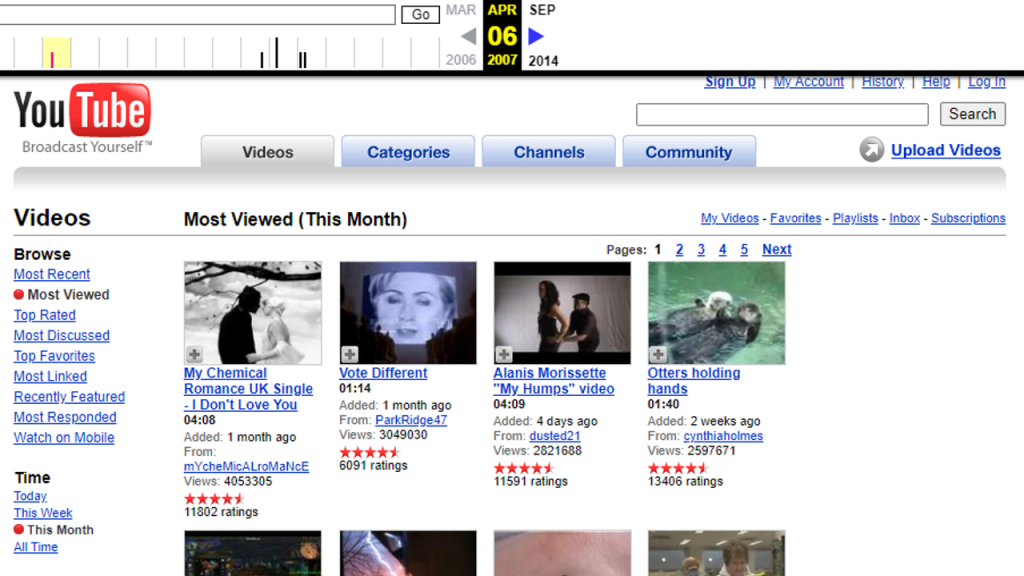 Go
MAR APR SEP
06
2006 2007 2014
Sign Up | My Account | History | Help | Log In
YouTube
Broadcast Yourself™
Search
Videos Categories Channels Community Upload Videos
Videos
Most Viewed (This Month)
My Videos - Favorites - Playlists - Inbox - Subscriptions
Pages: 1 2 3 4 5 Next
Browse
Most Recent
Most Viewed
Top Rated
Most Discussed
Top Favorites
Most Linked
Recently Featured
Most Responded
Watch on Mobile
Time
Today
This Week
This Month
All Time
My Chemical
Romance UK Single
- I Don't Love You
04:08
Added: 1 month ago
From:
mYcheMicALroMaNcE
Views: 4053305
11802 ratings
Vote Different
01:14
Added: 1 month ago
From: ParkRidge47
Views: 3049030
6091 ratings
Alanis Morissette
"My Humps" video
04:09
Added: 4 days ago
From: dusted21
Views: 2821688
11591 ratings
Otters holding
hands
01:40
Added: 2 weeks ago
From: cynthiaholmes
Views: 2597671
13406 ratings